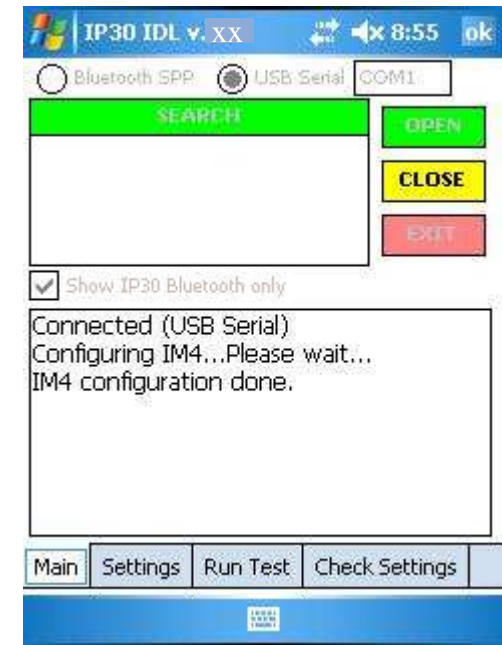 IP30 IDL v. XX 8:55 ok
Bluetooth SPP USB Serial COM1
SEARCH OPEN
CLOSE
EXIT
Show IP30 Bluetooth only
Connected (USB Serial)
Configuring IM4...Please wait...
IM4 configuration done.
Main Settings Run Test Check Settings